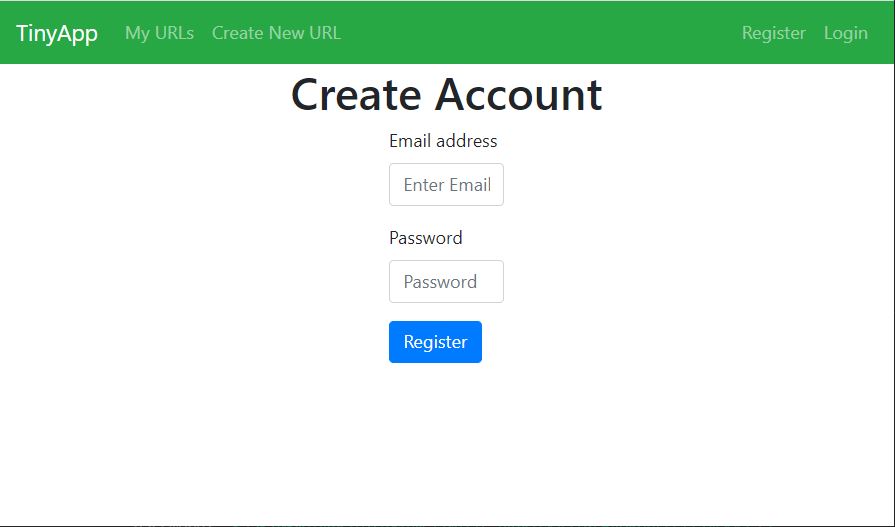 TinyApp My URLs Create New URL Register Login
Create Account
Email address
Enter Email
Password
Password
Register